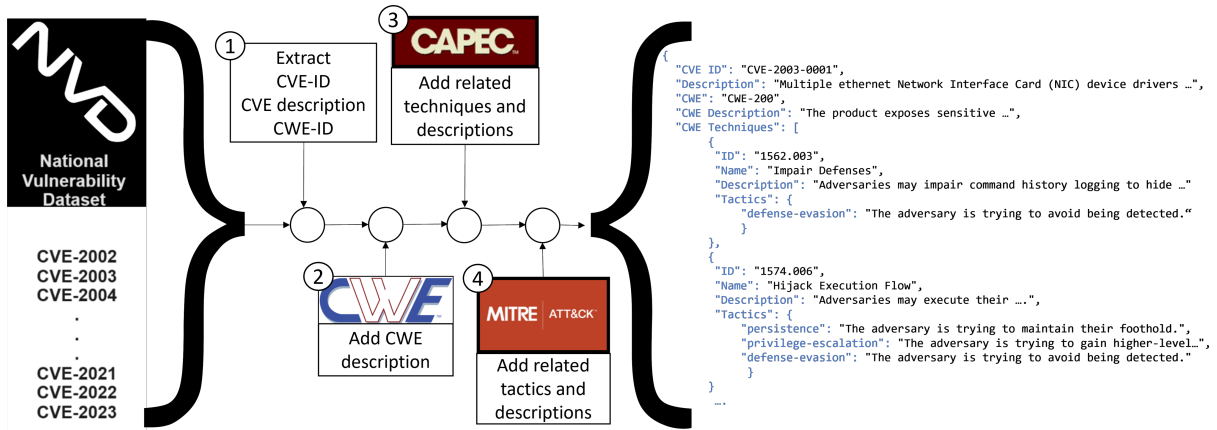 NVD
National
Vulnerability
Dataset
CVE-2002
CVE-2003
CVE-2004
.
.
.
CVE-2021
CVE-2022
CVE-2023
1
Extract
CVE-ID
CVE description
CWE-ID
2
CWE
Add CWE
description
3
CAPEC
Add related
techniques and
descriptions
4
MITRE | ATT&CK
Add related
tactics and
descriptions
{
"CVE ID": "CVE-2003-0001",
"Description": "Multiple ethernet Network Interface Card (NIC) device drivers …",
"CWE": "CWE-200",
"CWE Description": "The product exposes sensitive …",
"CWE Techniques": [
{
"ID": "1562.003",
"Name": "Impair Defenses",
"Description": "Adversaries may impair command history logging to hide …"
"Tactics": {
"defense-evasion": "The adversary is trying to avoid being detected.“
}
},
{
"ID": "1574.006",
"Name": "Hijack Execution Flow",
"Description": "Adversaries may execute their ….",
"Tactics": {
"persistence": "The adversary is trying to maintain their foothold.",
"privilege-escalation": "The adversary is trying to gain higher-level…",
"defense-evasion": "The adversary is trying to avoid being detected."
}
}
….